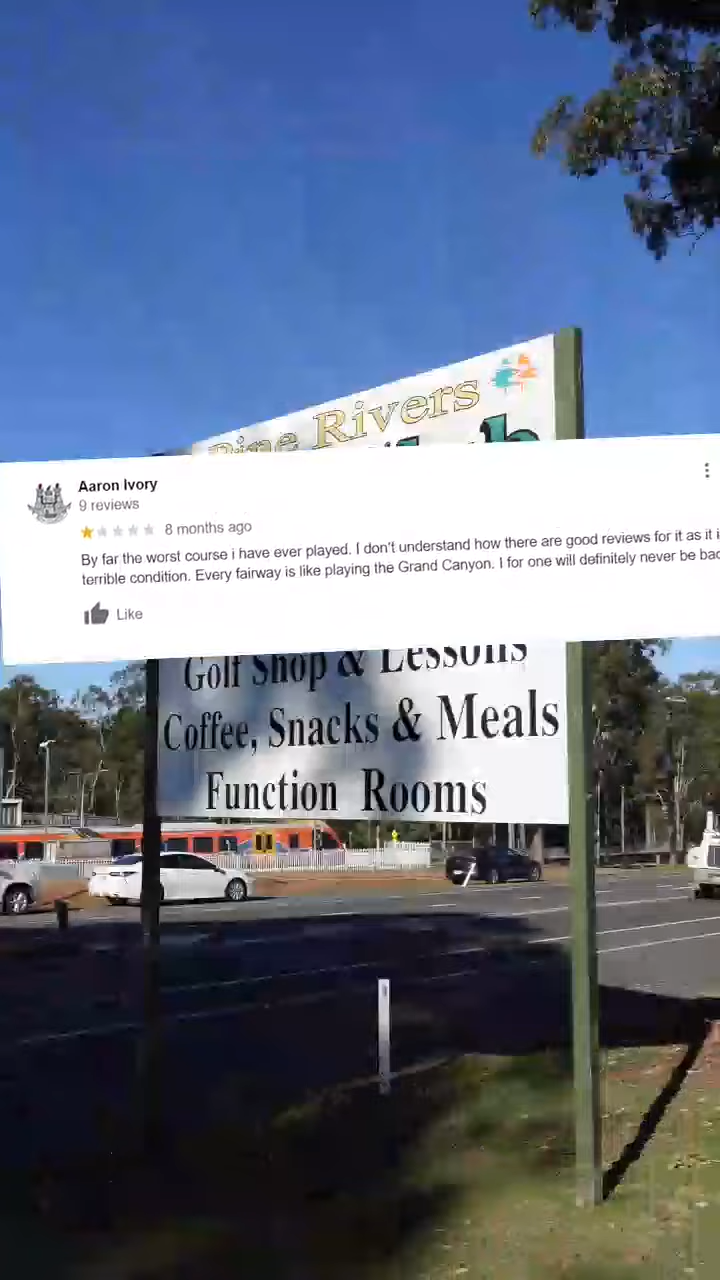 Pine Rivers
Aaron Ivory
9 reviews
8 months ago
By far the worst course i have ever played. I don't understand how there are good reviews for it as it i
terrible condition. Every fairway is like playing the Grand Canyon. I for one will definitely never be bac
Like
Golf Shop & Lessons
Coffee, Snacks & Meals
Function Rooms